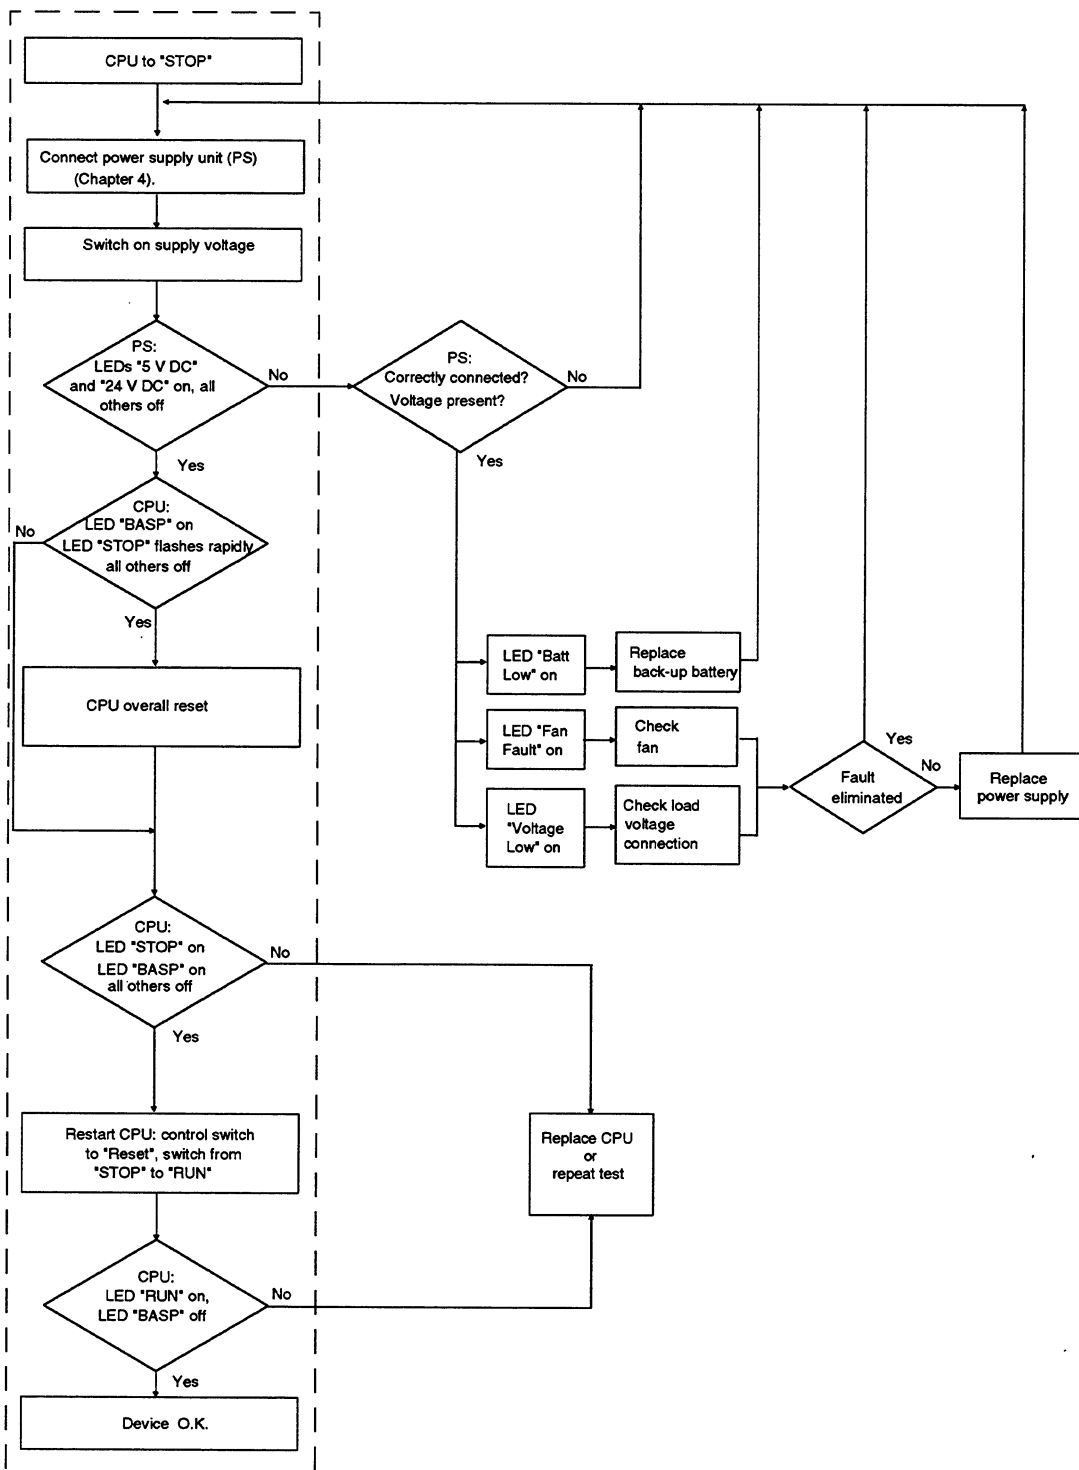 CPU to "STOP"
Connect power supply unit (PS)
(Chapter 4).
Switch on supply voltage
PS:
LEDs "5 V DC"
and "24 V DC" on, all
others off
No
Yes
PS:
Correctly connected?
Voltage present?
No
Yes
CPU:
LED "BASP" on
LED "STOP" flashes rapidly
all others off
No
Yes
CPU overall reset
LED "Batt
Low" on
Replace
back-up battery
LED "Fan
Fault" on
Check
fan
LED
"Voltage
Low" on
Check load
voltage
connection
Fault
eliminated
Yes
No
Replace
power supply
CPU:
LED "STOP" on
LED "BASP" on
all others off
No
Yes
Restart CPU: control switch
to "Reset", switch from
"STOP" to "RUN"
Replace CPU
or
repeat test
CPU:
LED "RUN" on,
LED "BASP" off
No
Yes
Device O.K.